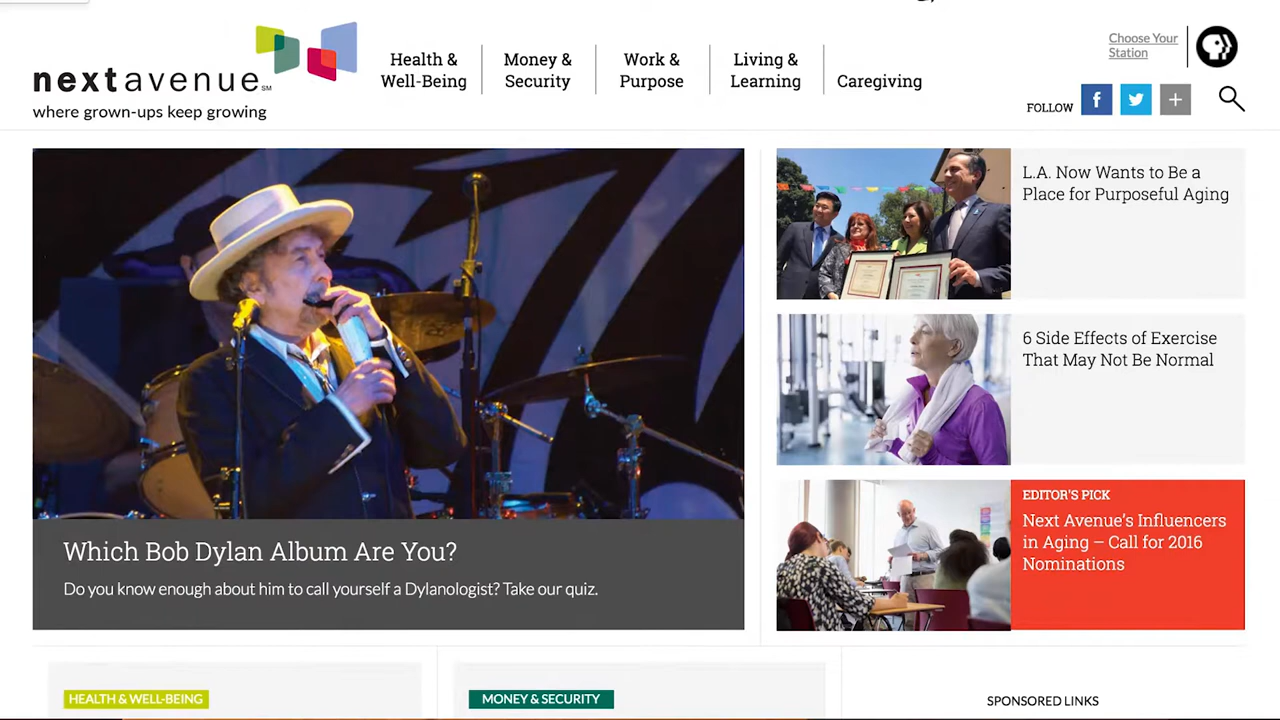 nextavenue SM
where grown-ups keep growing
Health &
Well-Being
Money &
Security
Work &
Purpose
Living &
Learning
Caregiving
Choose Your
Station
FOLLOW
Which Bob Dylan Album Are You?
Do you know enough about him to call yourself a Dylanologist? Take our quiz.
L.A. Now Wants to Be a
Place for Purposeful Aging
6 Side Effects of Exercise
That May Not Be Normal
EDITOR'S PICK
Next Avenue's Influencers
in Aging – Call for 2016
Nominations
HEALTH & WELL-BEING
MONEY & SECURITY
SPONSORED LINKS